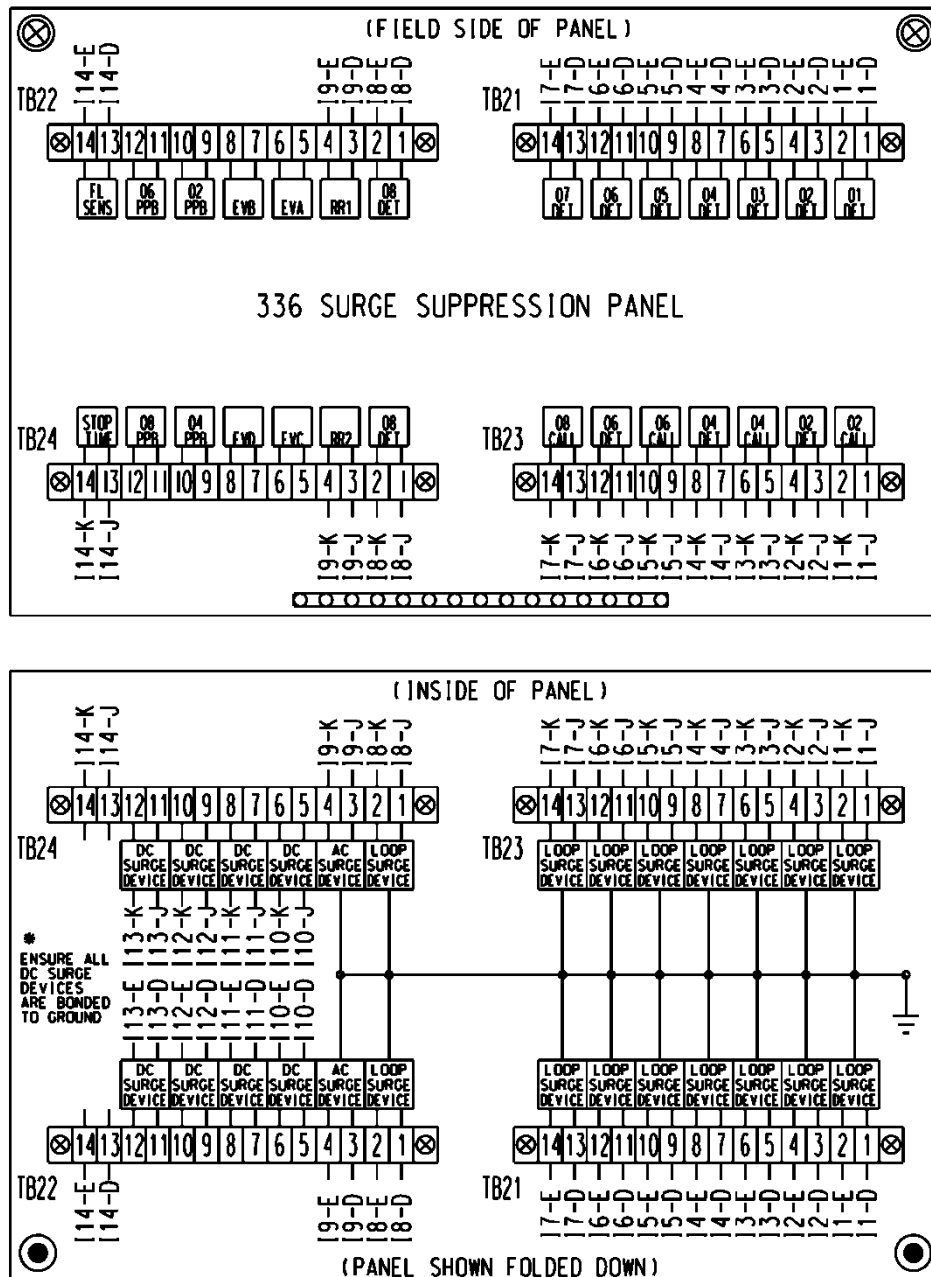 (FIELD SIDE OF PANEL)
I14-E I14-D I9-E I9-D I8-E I8-D
I7-E I7-D I6-E I6-D I5-E I5-D I4-E I4-D I3-E I3-D I2-E I2-D I1-E I1-D
TB22
14 13 12 11 10 9 8 7 6 5 4 3 2 1
FL SENS
06 PPB
02 PPB
EVB
EVA
RR1
08 DET
TB21
14 13 12 11 10 9 8 7 6 5 4 3 2 1
07 DET
06 DET
05 DET
04 DET
03 DET
02 DET
01 DET
336 SURGE SUPPRESSION PANEL
TB24
STOP TIME
08 PPB
04 PPB
EVD
EVC
RR2
08 DET
14 13 12 11 10 9 8 7 6 5 4 3 2 1
I14-K I14-J I9-K I9-J I8-K I8-J
TB23
08 CALL
06 DET
06 CALL
04 DET
04 CALL
02 DET
02 CALL
14 13 12 11 10 9 8 7 6 5 4 3 2 1
I7-K I7-J I6-K I6-J I5-K I5-J I4-K I4-J I3-K I3-J I2-K I2-J I1-K I1-J
(INSIDE OF PANEL)
I14-K I14-J I9-K I9-J I8-K I8-J
I7-K I7-J I6-K I6-J I5-K I5-J I4-K I4-J I3-K I3-J I2-K I2-J I1-K I1-J
14 13 12 11 10 9 8 7 6 5 4 3 2 1
14 13 12 11 10 9 8 7 6 5 4 3 2 1
TB24
DC DC DC DC AC LOOP
SURGE SURGE SURGE SURGE SURGE SURGE
DEVICE DEVICE DEVICE DEVICE DEVICE DEVICE
TB23
LOOP LOOP LOOP LOOP LOOP LOOP LOOP
SURGE SURGE SURGE SURGE SURGE SURGE SURGE
DEVICE DEVICE DEVICE DEVICE DEVICE DEVICE DEVICE
I13-K I13-J I12-K I12-J I11-K I11-J I10-K I10-J
*
ENSURE ALL
DC SURGE
DEVICES
ARE BONDED
TO GROUND
I13-E I13-D I12-E I12-D I11-E I11-D I10-E I10-D
DC DC DC DC AC LOOP
SURGE SURGE SURGE SURGE SURGE SURGE
DEVICE DEVICE DEVICE DEVICE DEVICE DEVICE
LOOP LOOP LOOP LOOP LOOP LOOP LOOP
SURGE SURGE SURGE SURGE SURGE SURGE SURGE
DEVICE DEVICE DEVICE DEVICE DEVICE DEVICE DEVICE
14 13 12 11 10 9 8 7 6 5 4 3 2 1
14 13 12 11 10 9 8 7 6 5 4 3 2 1
TB22
TB21
I14-E I14-D I9-E I9-D I8-E I8-D
I7-E I7-D I6-E I6-D I5-E I5-D I4-E I4-D I3-E I3-D I2-E I2-D I1-E I1-D
(PANEL SHOWN FOLDED DOWN)